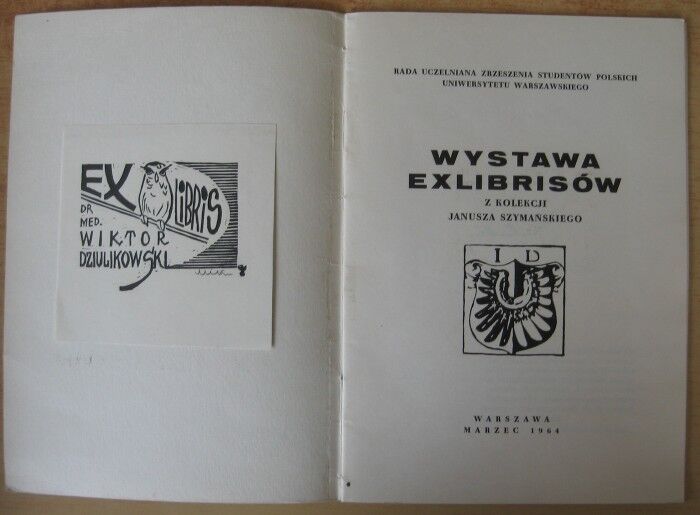 EX LIBRIS
DR
MED.
WIKTOR
DZIULIKOWSKI
RADA UCZELNIANA ZRZESZENIA STUDENTÓW POLSKICH
UNIWERSYTETU WARSZAWSKIEGO
WYSTAWA
EXLIBRISÓW
Z KOLEKCJI
JANUSZA SZYMAŃSKIEGO
I D
WARSZAWA
MARZEC 1964